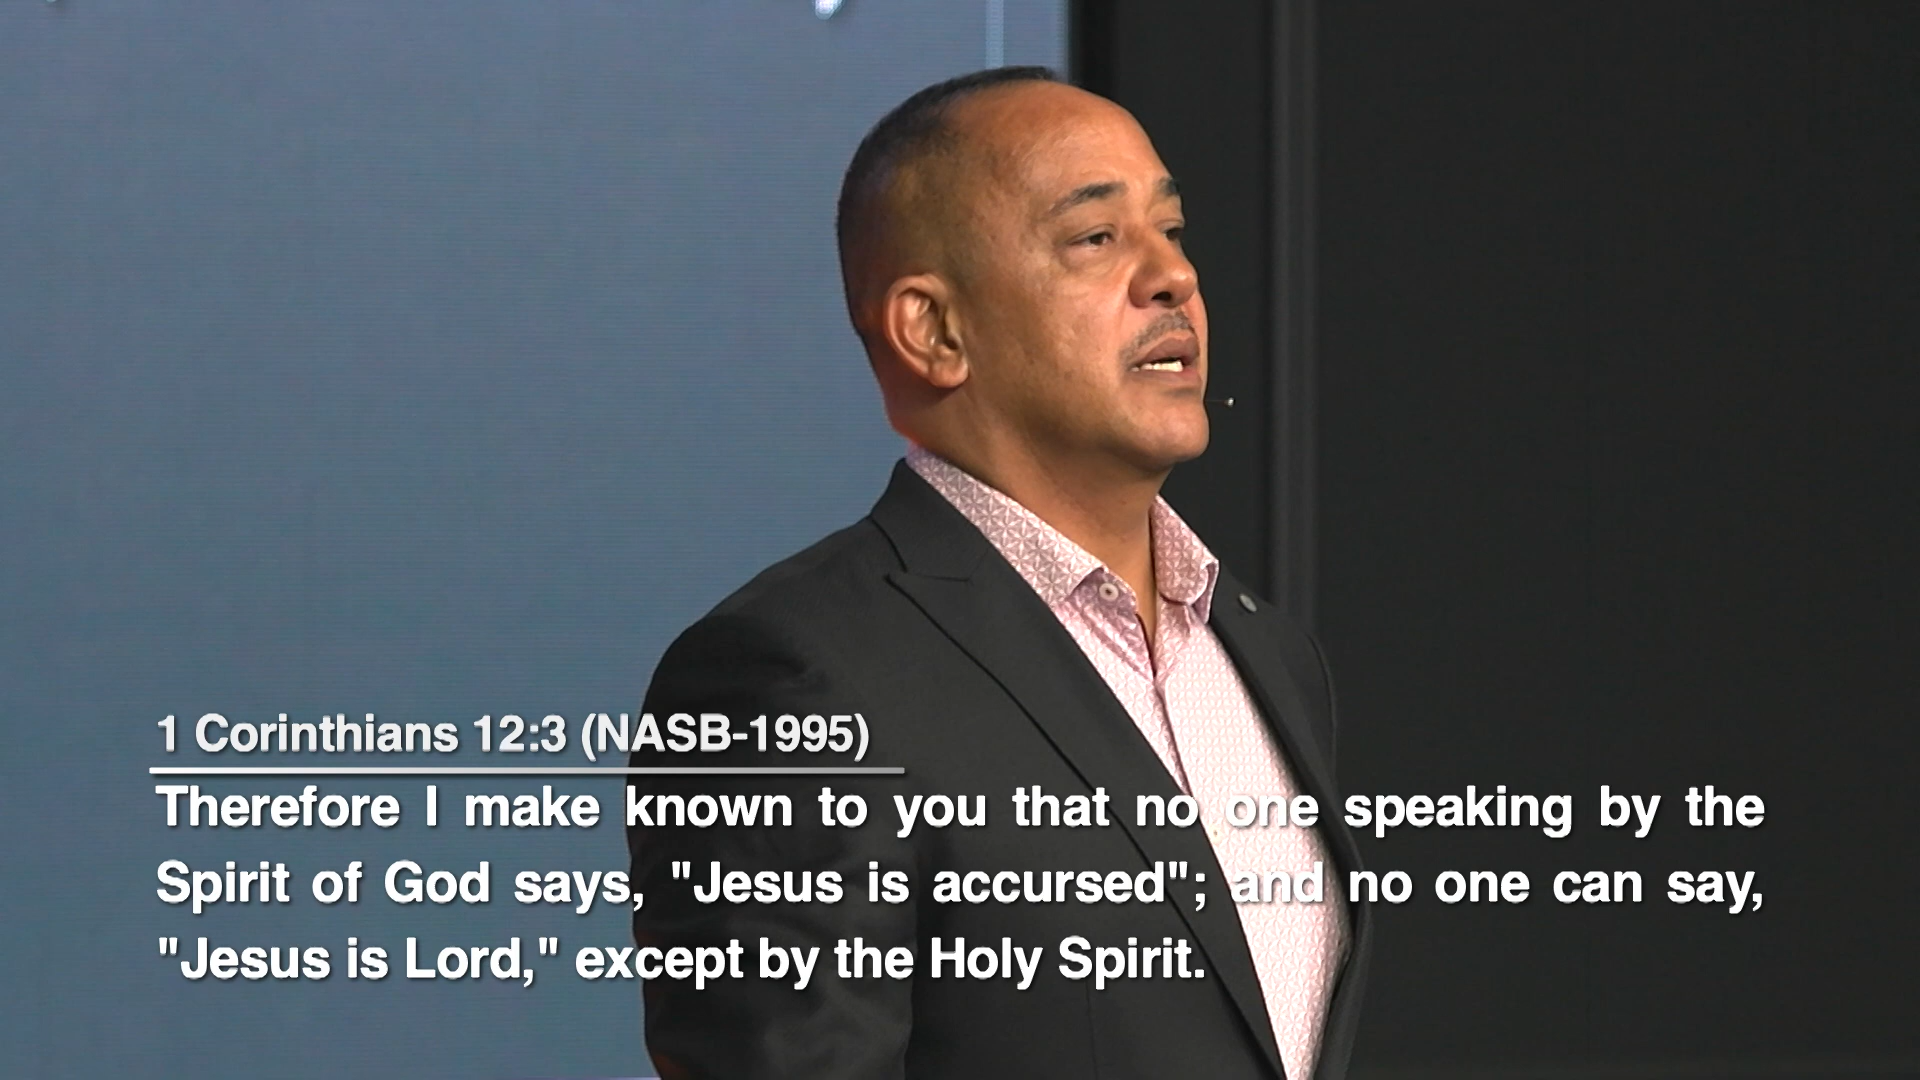 1 Corinthians 12:3 (NASB-1995)
Therefore I make known to you that no one speaking by the
Spirit of God says, "Jesus is accursed"; and no one can say,
"Jesus is Lord," except by the Holy Spirit.